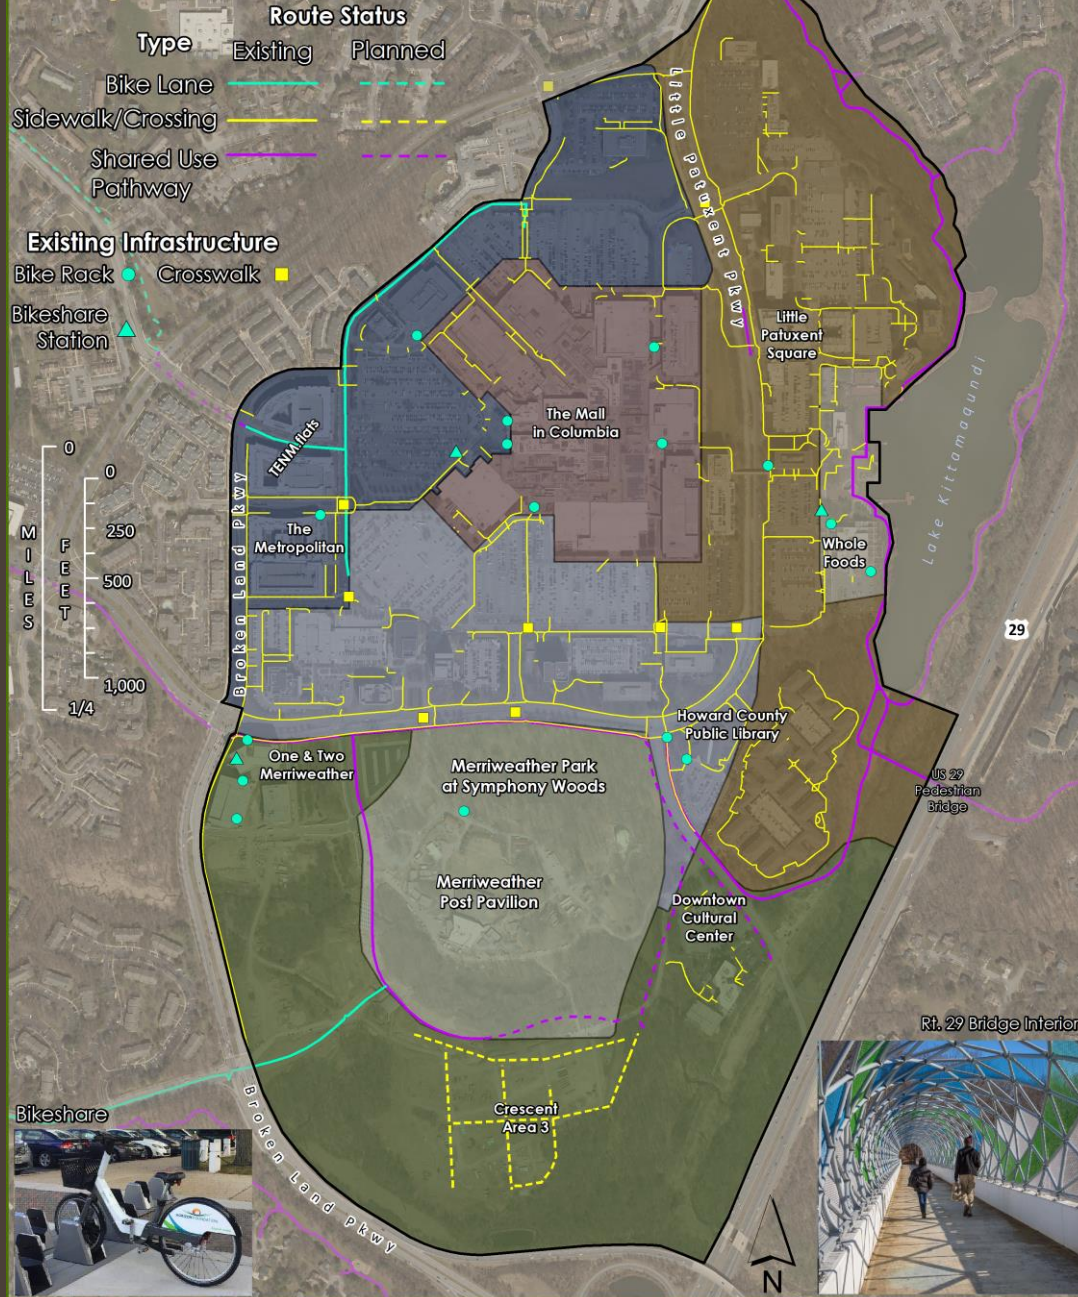 Route Status
Type
Existing
Planned
Bike Lane
Sidewalk/Crossing
Shared Use
Pathway
Existing Infrastructure
Bike Rack
Crosswalk
Bikeshare
Station
Little Patuxent Pkwy
Little
Patuxent
Square
The Mall
in Columbia
TENM.flats
Lake Kittamaqundi
0
0
250
500
1,000
1/4
MILES
FEET
Broken Land Pkwy
The
Metropolitan
Whole
Foods
29
Howard County
Public Library
One & Two
Merriweather
Merriweather Park
at Symphony Woods
US 29
Pedestrian
Bridge
Merriweather
Post Pavilion
Downtown
Cultural
Center
Rt. 29 Bridge Interior
Crescent
Area 3
Bikeshare
Broken Land Pkwy
N